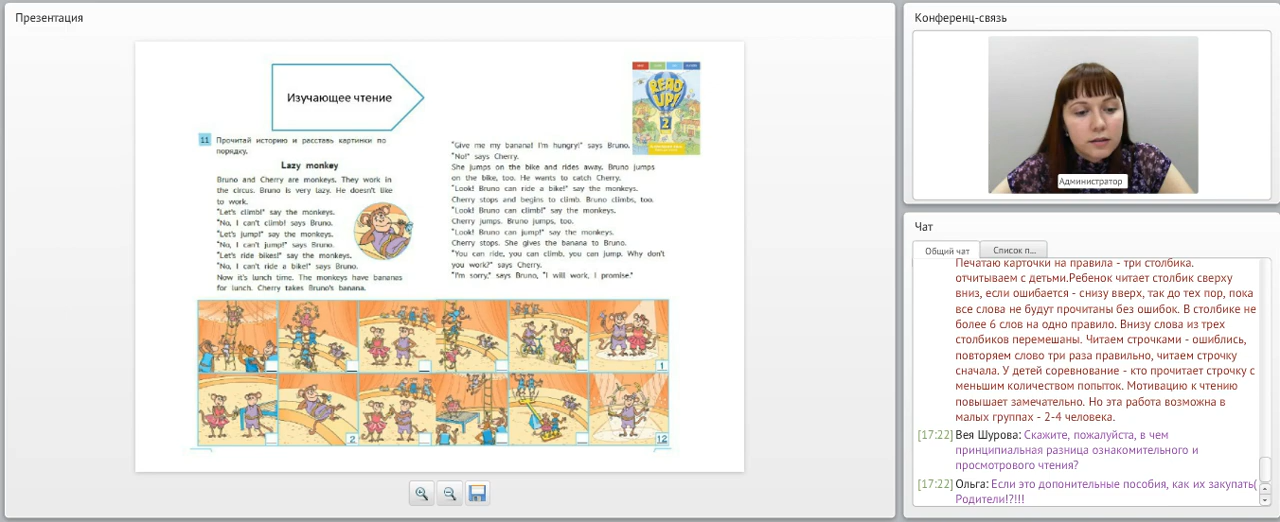 Презентация
Изучающее чтение
READ
UP!
2
11 Прочитай историю и расставь картинки по
порядку.
Lazy monkey
Bruno and Cherry are monkeys. They work in
the circus. Bruno is very lazy. He doesn't like
to work.
"Let's climb!" say the monkeys.
"No, I can't climb! says Bruno.
"Let's jump!" say the monkeys.
"No, I can't jump!" says Bruno.
"Let's ride bikes!" say the monkeys.
"No, I can't ride a bike!" says Bruno.
Now it's lunch time. The monkeys have bananas
for lunch. Cherry takes Bruno's banana.
"Give me my banana! I'm hungry!" says Bruno.
"No!" says Cherry.
She jumps on the bike and rides away. Bruno jumps
on the bike, too. He wants to catch Cherry.
"Look! Bruno can ride a bike!" say the monkeys.
Cherry stops and begins to climb. Bruno climbs, too.
"Look! Bruno can climb!" say the monkeys.
Cherry jumps. Bruno jumps, too.
"Look! Bruno can jump!" say the monkeys.
Cherry stops. She gives the banana to Bruno.
"You can ride, you can climb, you can jump. Why don't
you work?" says Cherry.
"I'm sorry," says Bruno, "I will work, I promise."
1
2
12
Конференц-связь
Администратор
Чат
Общий чат
Список п...
Печатаю карточки на правила - три столбика.
отчитываем с детьми.Ребенок читает столбик сверху
вниз, если ошибается - снизу вверх, так до тех пор, пока
все слова не будут прочитаны без ошибок. В столбике не
более 6 слов на одно правило. Внизу слова из трех
столбиков перемешаны. Читаем строчками - ошиблись,
повторяем слово три раза правильно, читаем строчку
сначала. У детей соревнование - кто прочитает строчку с
меньшим количеством попыток. Мотивацию к чтению
повышает замечательно. Но эта работа возможна в
малых группах - 2-4 человека.
[17:22] Вея Шурова: Скажите, пожалуйста, в чем
принципиальная разница ознакомительного и
просмотрового чтения?
[17:22] Ольга: Если это допонительные пособия, как их закупать(
Родители!?!!!